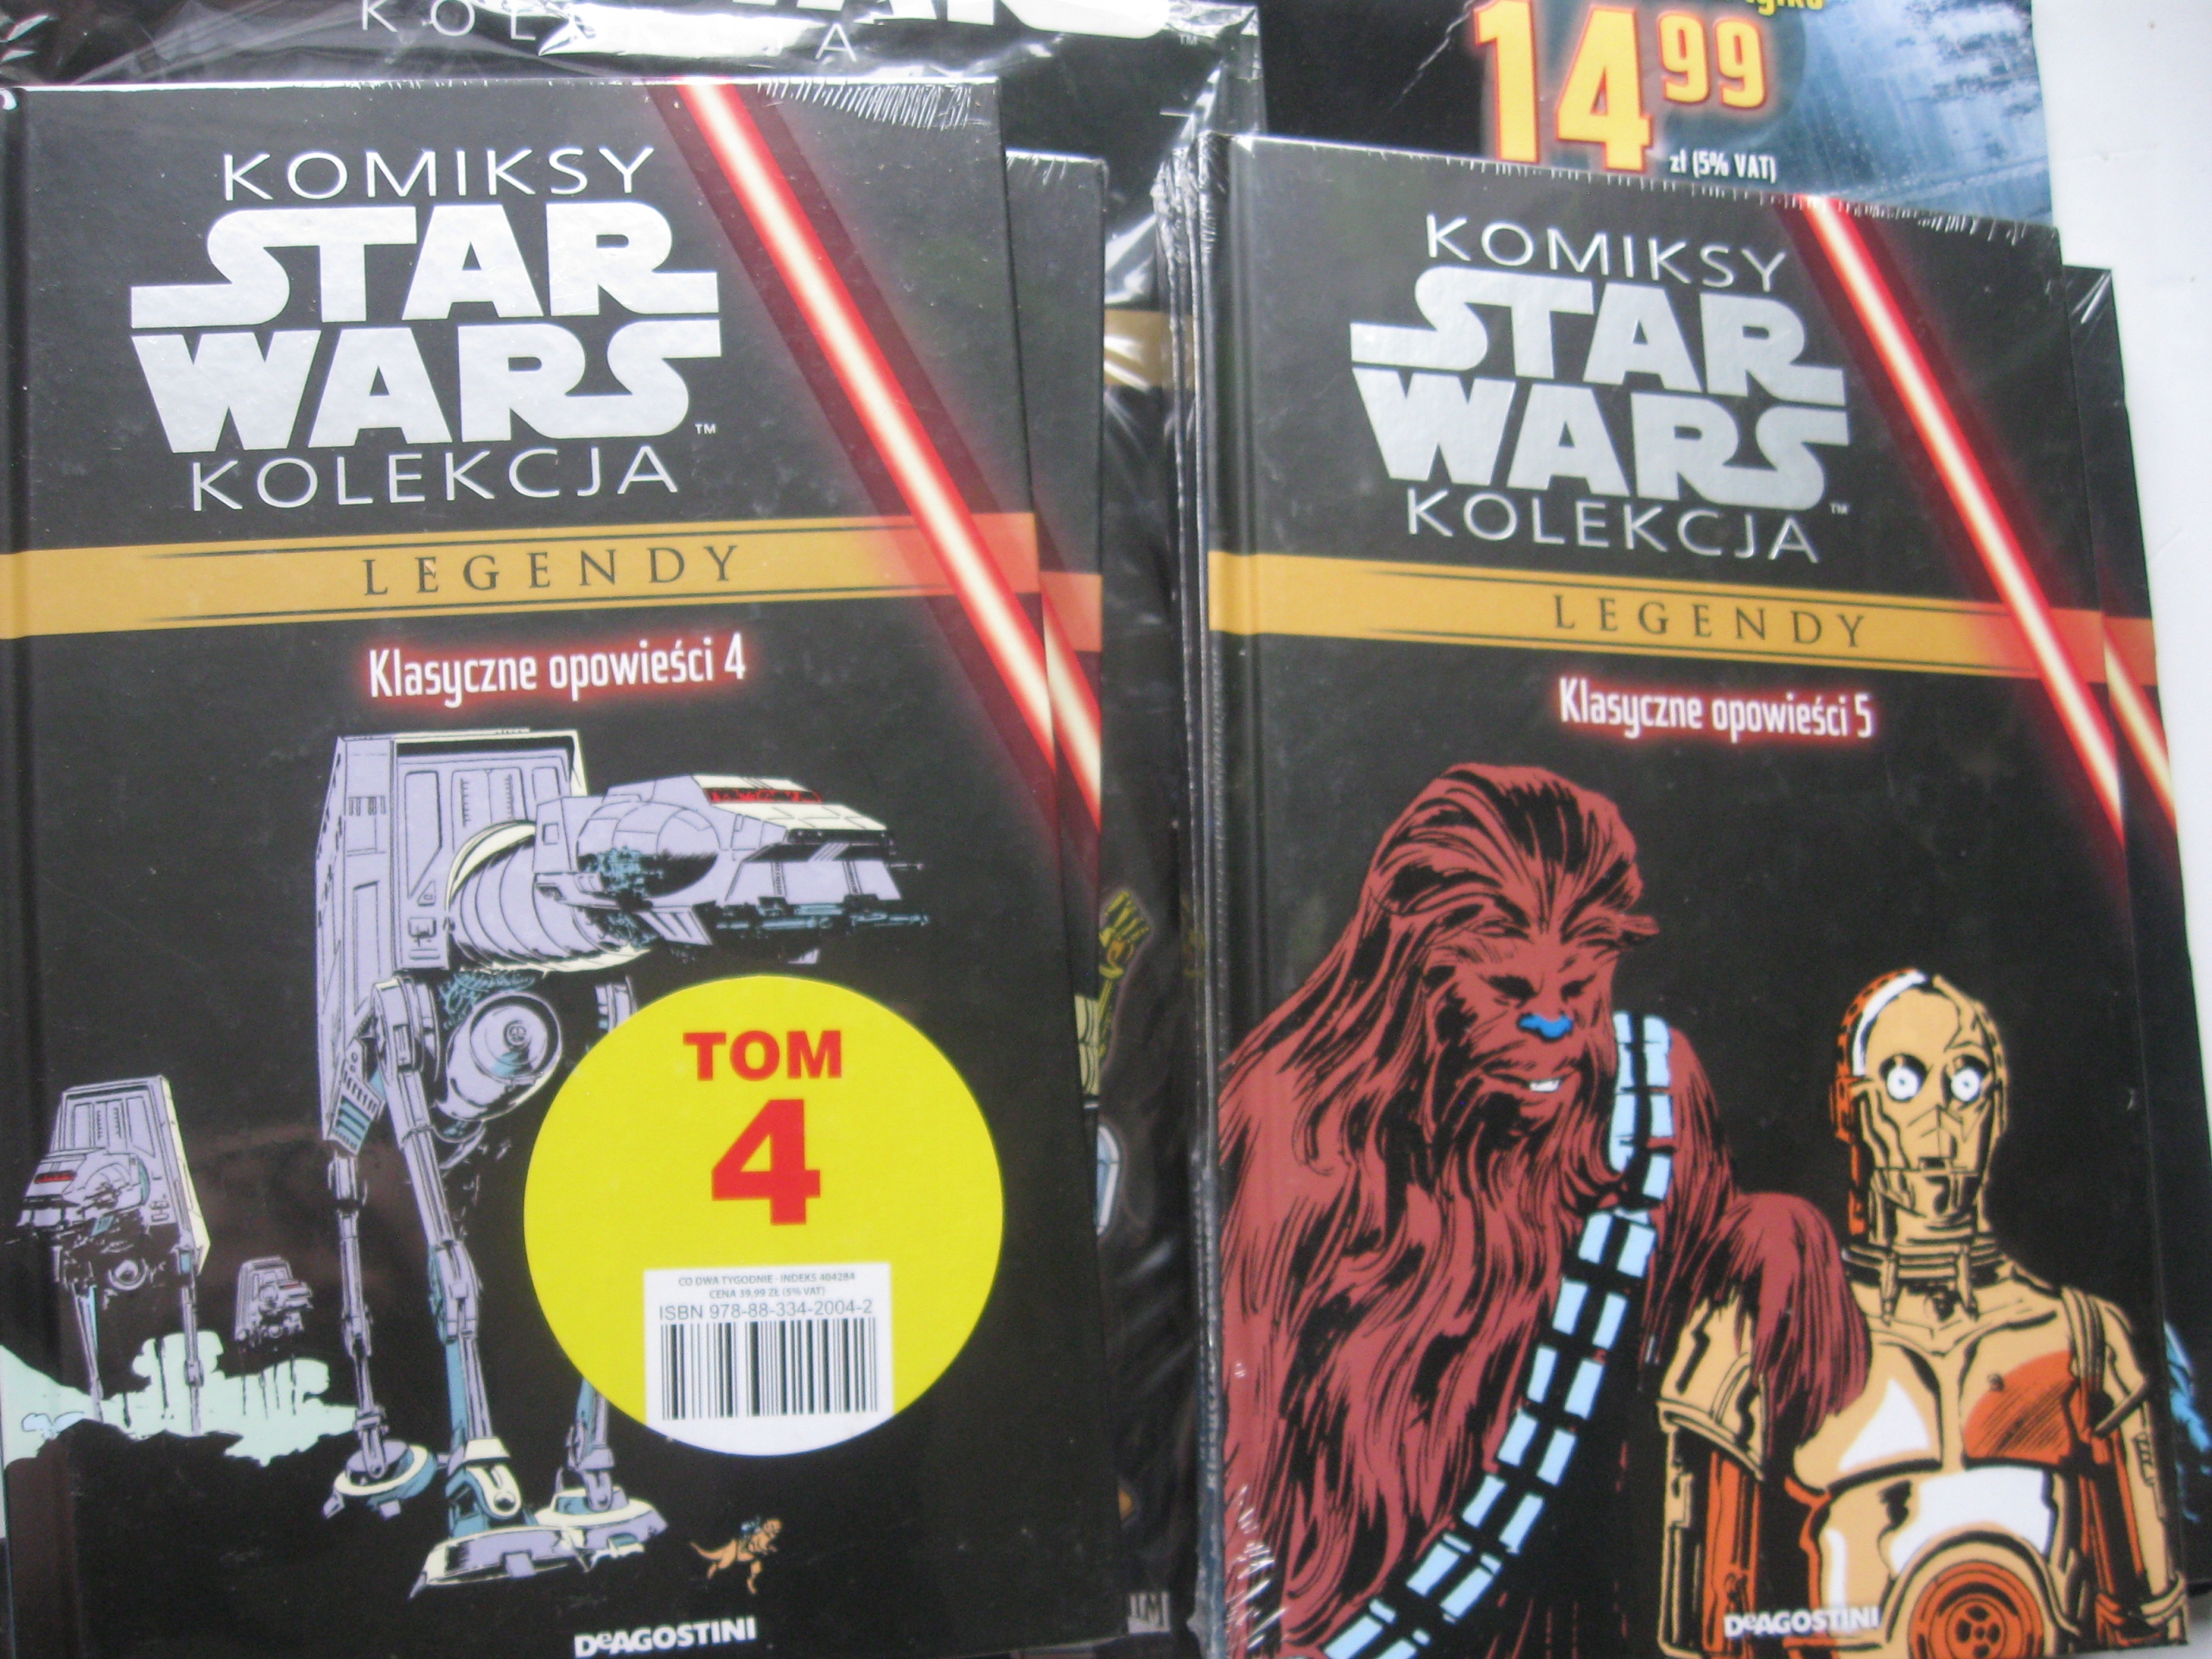 14 99
zł (5% VAT)
KOMIKSY
STAR
WARS™
KOLEKCJA
LEGENDY
Klasyczne opowieści 4
TOM
4
CO DWA TYGODNIE · INDEKS 404284
CENA 39,99 ZŁ (5% VAT)
ISBN 978-88-334-2004-2
DeAGOSTINI
KOMIKSY
STAR
WARS™
KOLEKCJA
LEGENDY
Klasyczne opowieści 5
DeAGOSTINI